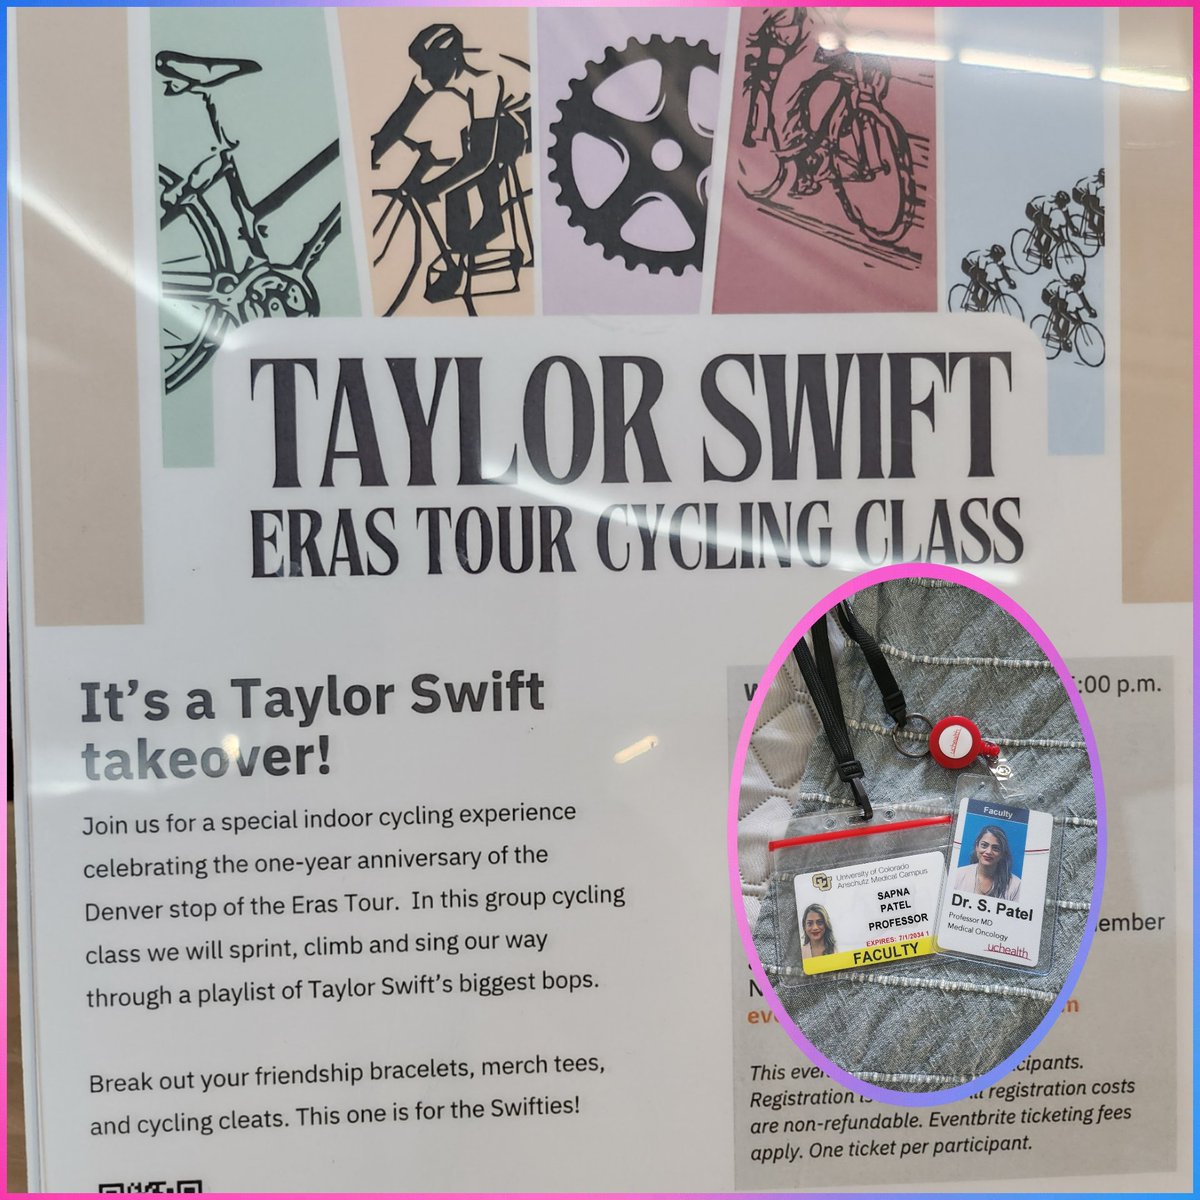 TAYLOR SWIFT
ERAS TOUR CYCLING CLASS
It's a Taylor Swift
takeover!
Join us for a special indoor cycling experience
celebrating the one-year anniversary of the
Denver stop of the Eras Tour. In this group cycling
class we will sprint, climb and sing our way
through a playlist of Taylor Swift's biggest bops.
Break out your friendship bracelets, merch tees,
and cycling cleats. This one is for the Swifties!
:00 p.m.
This
Registration
registration costs
are non-refundable. Eventbrite ticketing fees
apply. One ticket per participant.
uchealth
University of Colorado
Anschutz Medical Campus
SAPNA
PATEL
PROFESSOR
EXPIRES: 7/1/2034 1
FACULTY
Faculty
Dr. S. Patel
Professor MD
Medical Oncology
uchealth